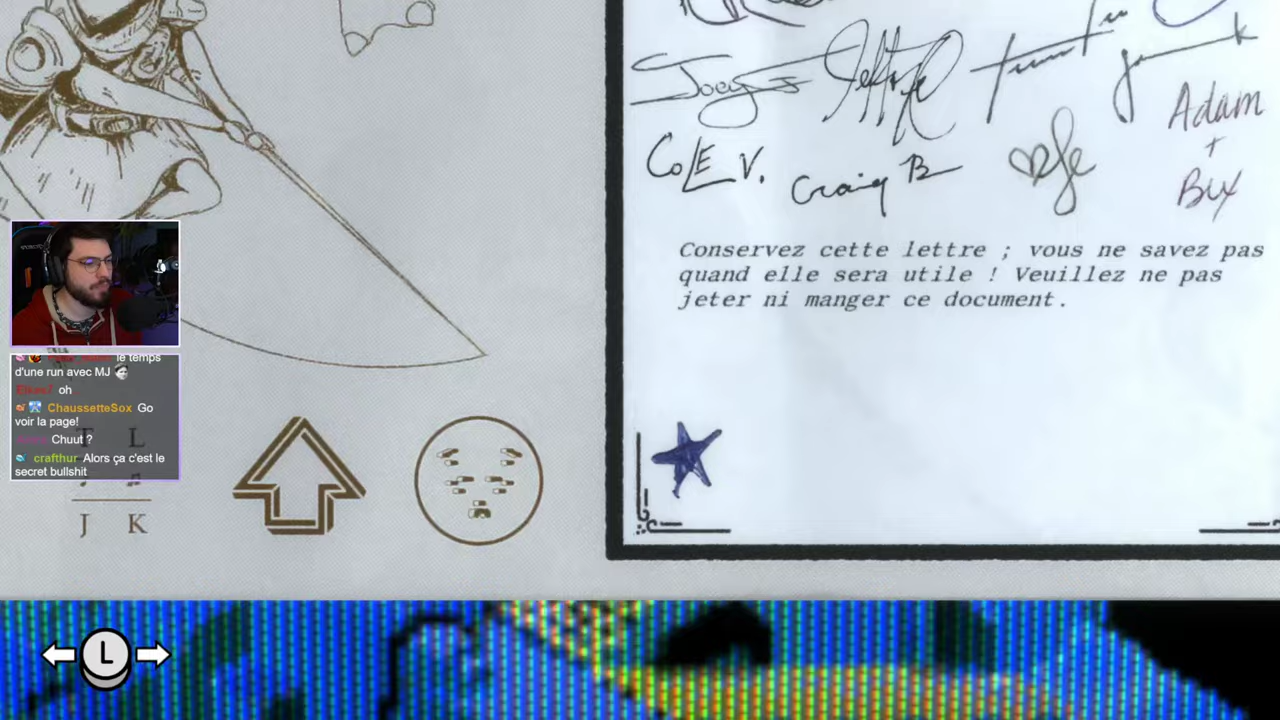 Joey
Adam
+
Bix
COLE V.
Craig B
Conservez cette lettre ; vous ne savez pas
quand elle sera utile ! Veuillez ne pas
jeter ni manger ce document.
le temps
d'une run avec MJ
oh
ChaussetteSox Go
voir la page!
Chuut ?
crafthur Alors ça c'est le
secret bullshit
T L
J K
L